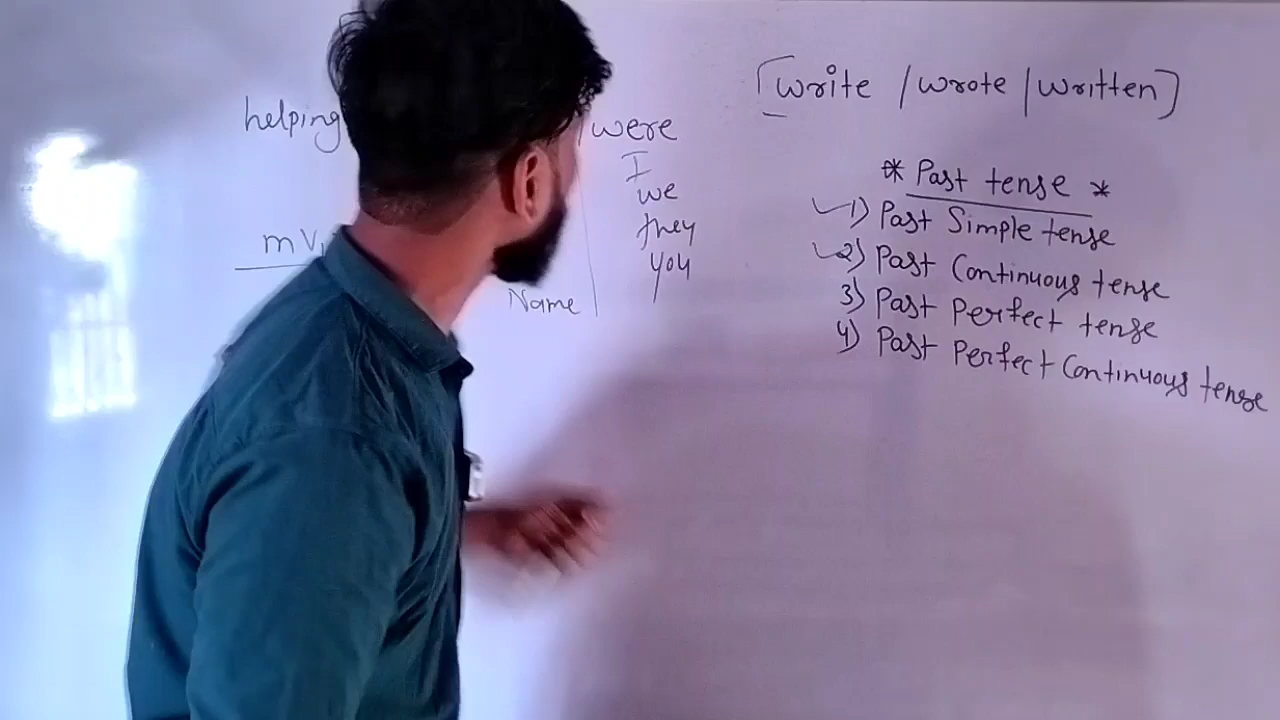 [write / wrote / written]
helping
/ were
I
we
they
you
mV₁
Name
* Past tense *
1) Past Simple tense
2) Past Continuous tense
3) Past Perfect tense
4) Past Perfect Continuous tense